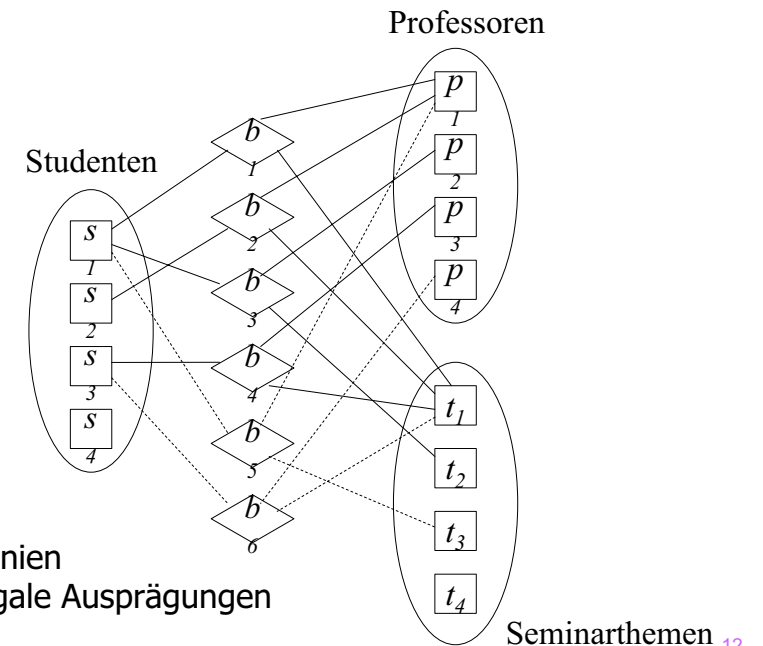 Professoren
Studenten
s1
s2
s3
s4
b1
b2
b3
b4
b5
b6
p1
p2
p3
p4
t1
t2
t3
t4
nien
gale Ausprägungen
Seminarthemen
12